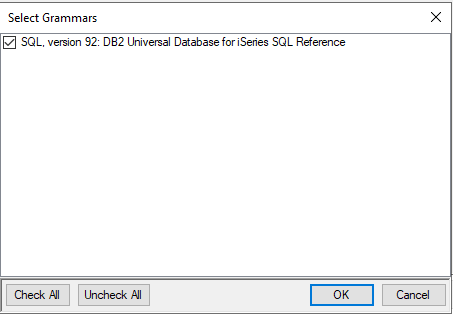 Select Grammars
SQL, version 92: DB2 Universal Database for iSeries SQL Reference
Check All Uncheck All OK Cancel